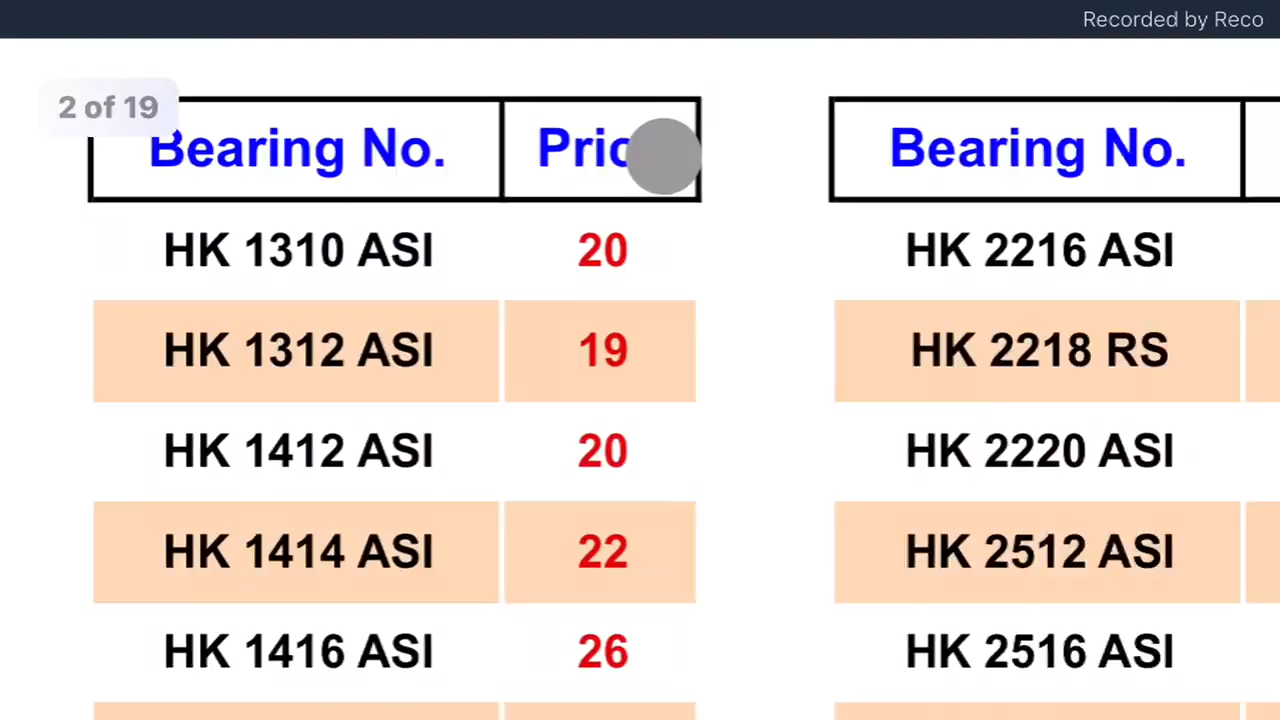 Recorded by Reco
2 of 19
Bearing No. Bearing No.
HK 1310 ASI 20 HK 2216 ASI
HK 1312 ASI 19 HK 2218 RS
HK 1412 ASI 20 HK 2220 ASI
HK 1414 ASI 22 HK 2512 ASI
HK 1416 ASI 26 HK 2516 ASI